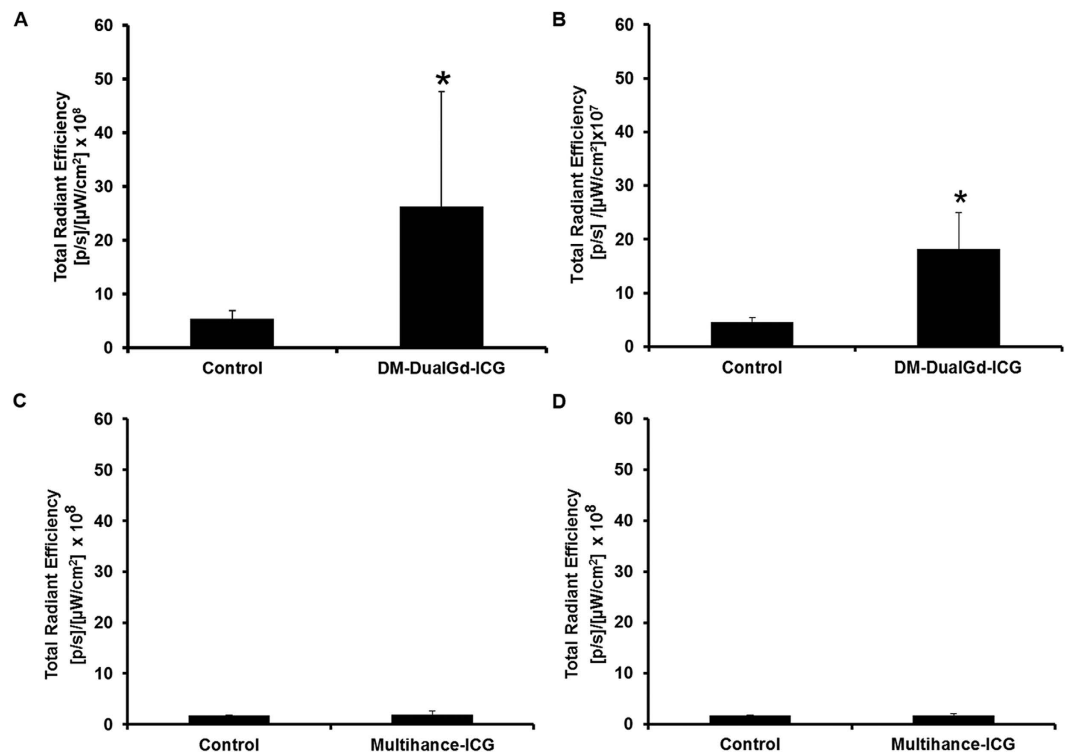 A
Total Radiant Efficiency
[p/s]/[µW/cm²] x 10⁸
60
50
40
30
20
10
0
*
Control
DM-DualGd-ICG
B
Total Radiant Efficiency
[p/s] /[µW/cm²]x10⁷
60
50
40
30
20
10
0
*
Control
DM-DualGd-ICG
C
Total Radiant Efficiency
[p/s]/[µW/cm²] x 10⁸
60
50
40
30
20
10
0
Control
Multihance-ICG
D
Total Radiant Efficiency
[p/s]/[µW/cm²] x 10⁸
60
50
40
30
20
10
0
Control
Multihance-ICG